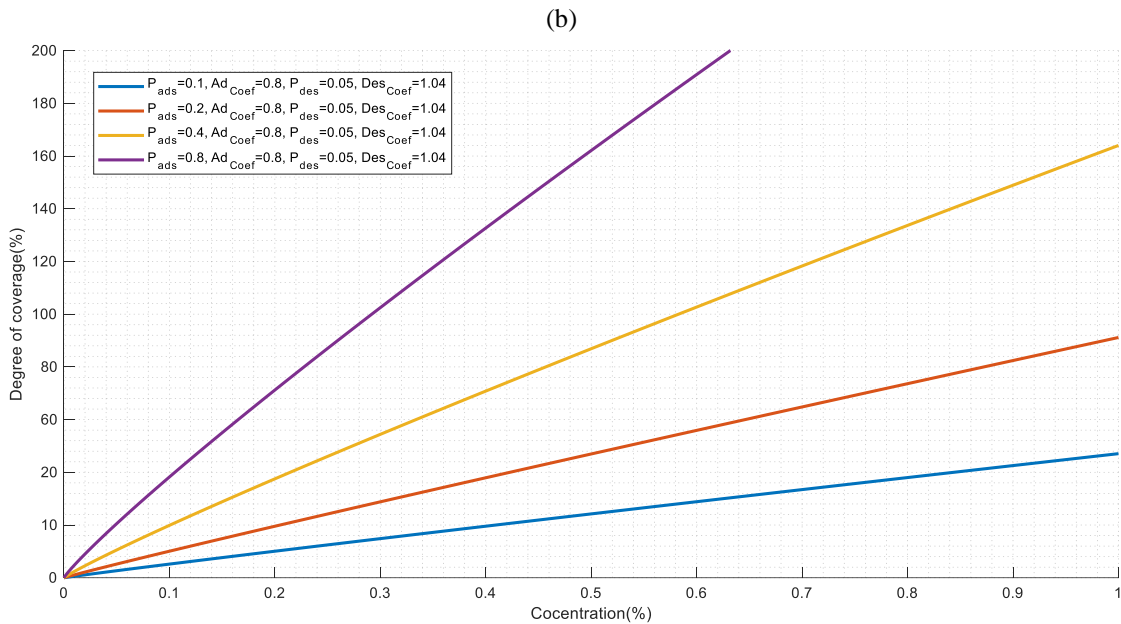 (b)
200
180
160
140
120
100
80
60
20
10
0
Degree of coverage(%)
P_ads=0.1, Ad_Coef=0.8, P_des=0.05, Des_Coef=1.04
P_ads=0.2, Ad_Coef=0.8, P_des=0.05, Des_Coef=1.04
P_ads=0.4, Ad_Coef=0.8, P_des=0.05, Des_Coef=1.04
P_ads=0.8, Ad_Coef=0.8, P_des=0.05, Des_Coef=1.04
0 0.1 0.2 0.3 0.4 0.5 0.6 0.7 0.8 0.9 1
Cocentration(%)